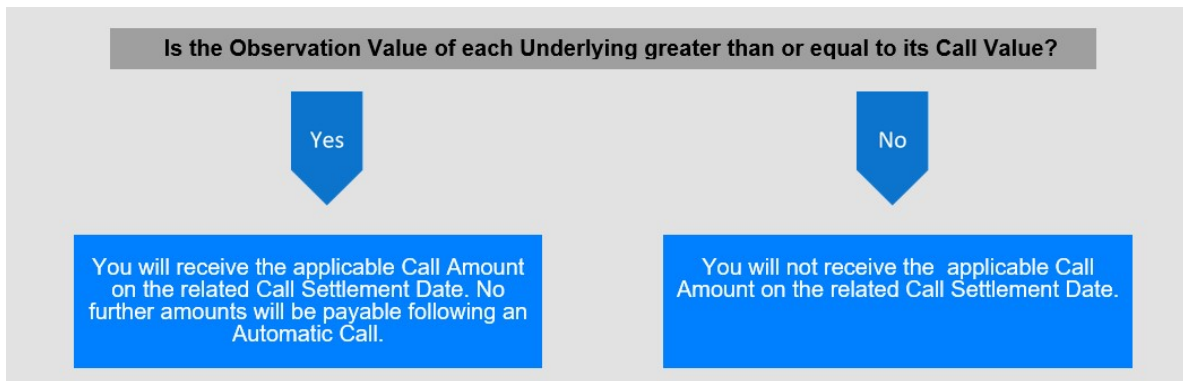 Is the Observation Value of each Underlying greater than or equal to its Call Value?
Yes
No
You will receive the applicable Call Amount
on the related Call Settlement Date. No
further amounts will be payable following an
Automatic Call.
You will not receive the applicable Call
Amount on the related Call Settlement Date.